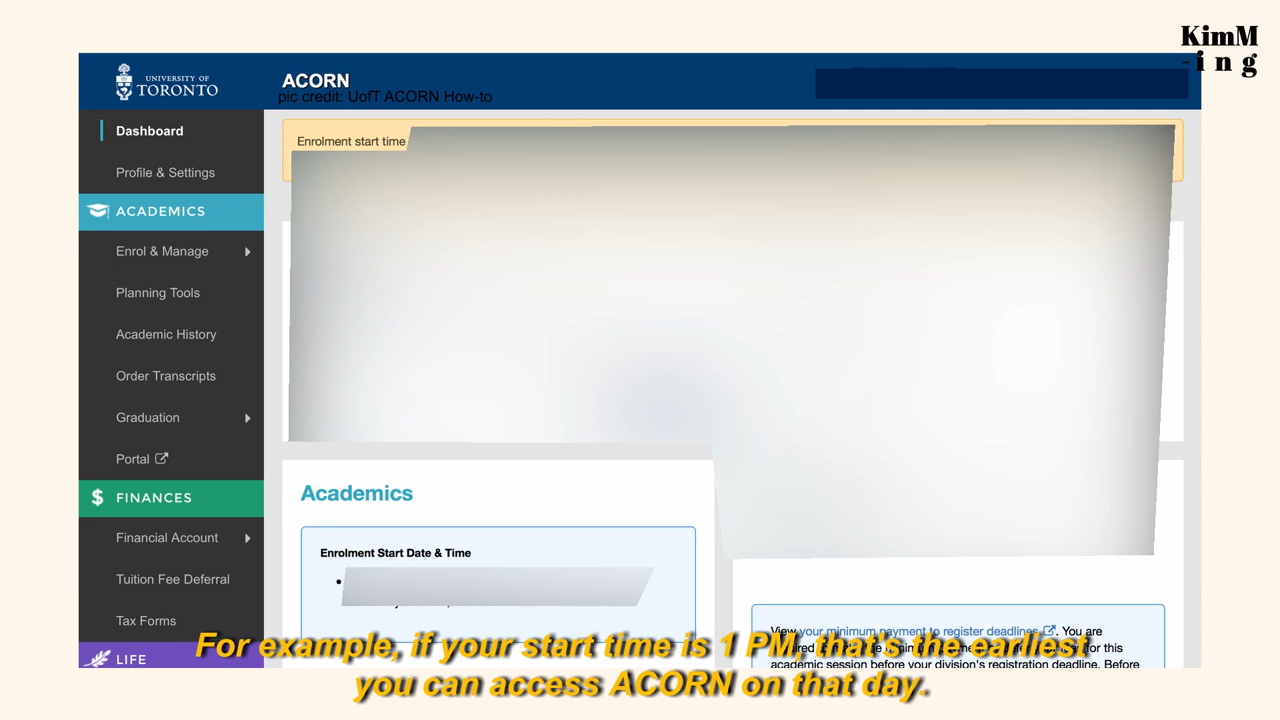 KimM
-ing
UNIVERSITY OF
TORONTO
ACORN
pic credit: UofT ACORN How-to
Dashboard
Profile & Settings
ACADEMICS
Enrol & Manage
Planning Tools
Academic History
Order Transcripts
Graduation
Portal
$ FINANCES
Financial Account
Tuition Fee Deferral
Tax Forms
LIFE
Enrolment start time
Academics
Enrolment Start Date & Time
•
View your minimum payment to register deadlines. You are
for this
academic session before your division's registration deadline. Before
For example, if your start time is 1 PM, that's the earliest
you can access ACORN on that day.